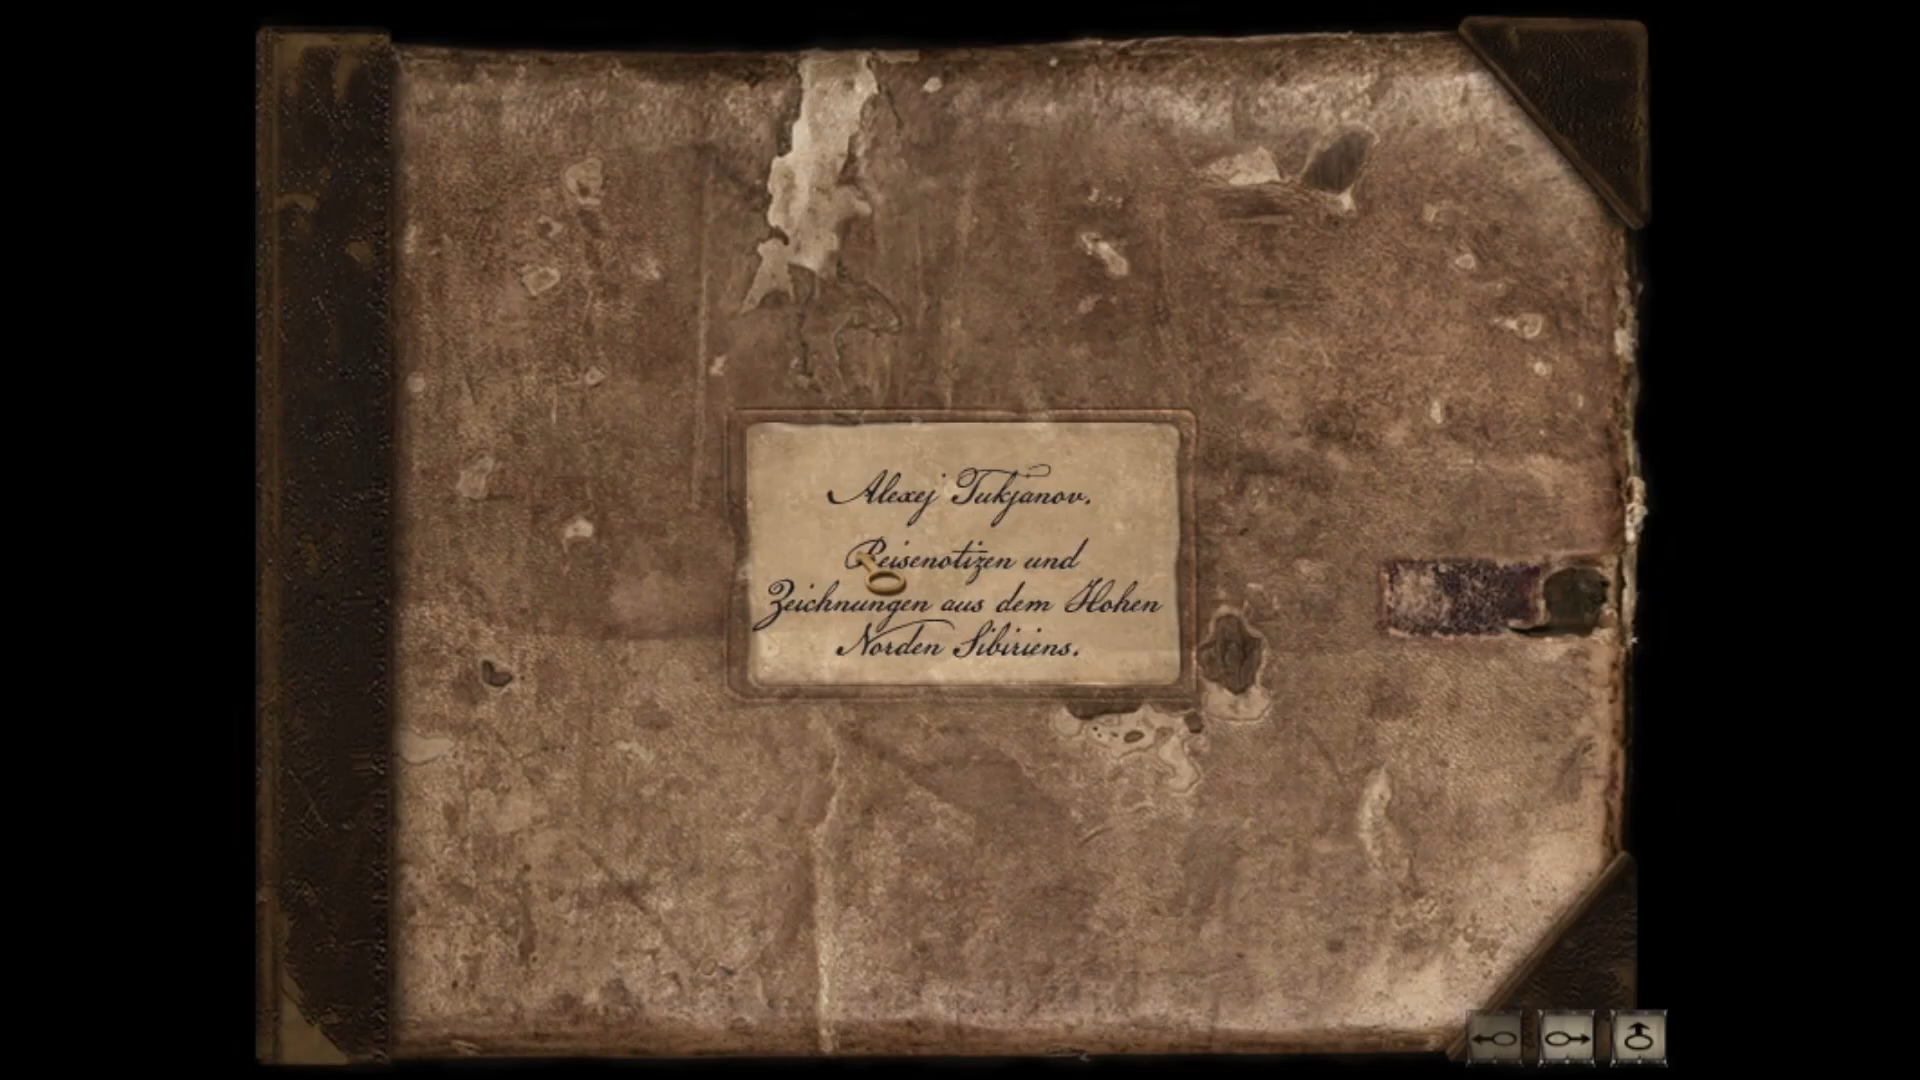 Alexej Tukjanov.
Reisenotizen und
Zeichnungen aus dem Hohen
Norden Sibiriens.